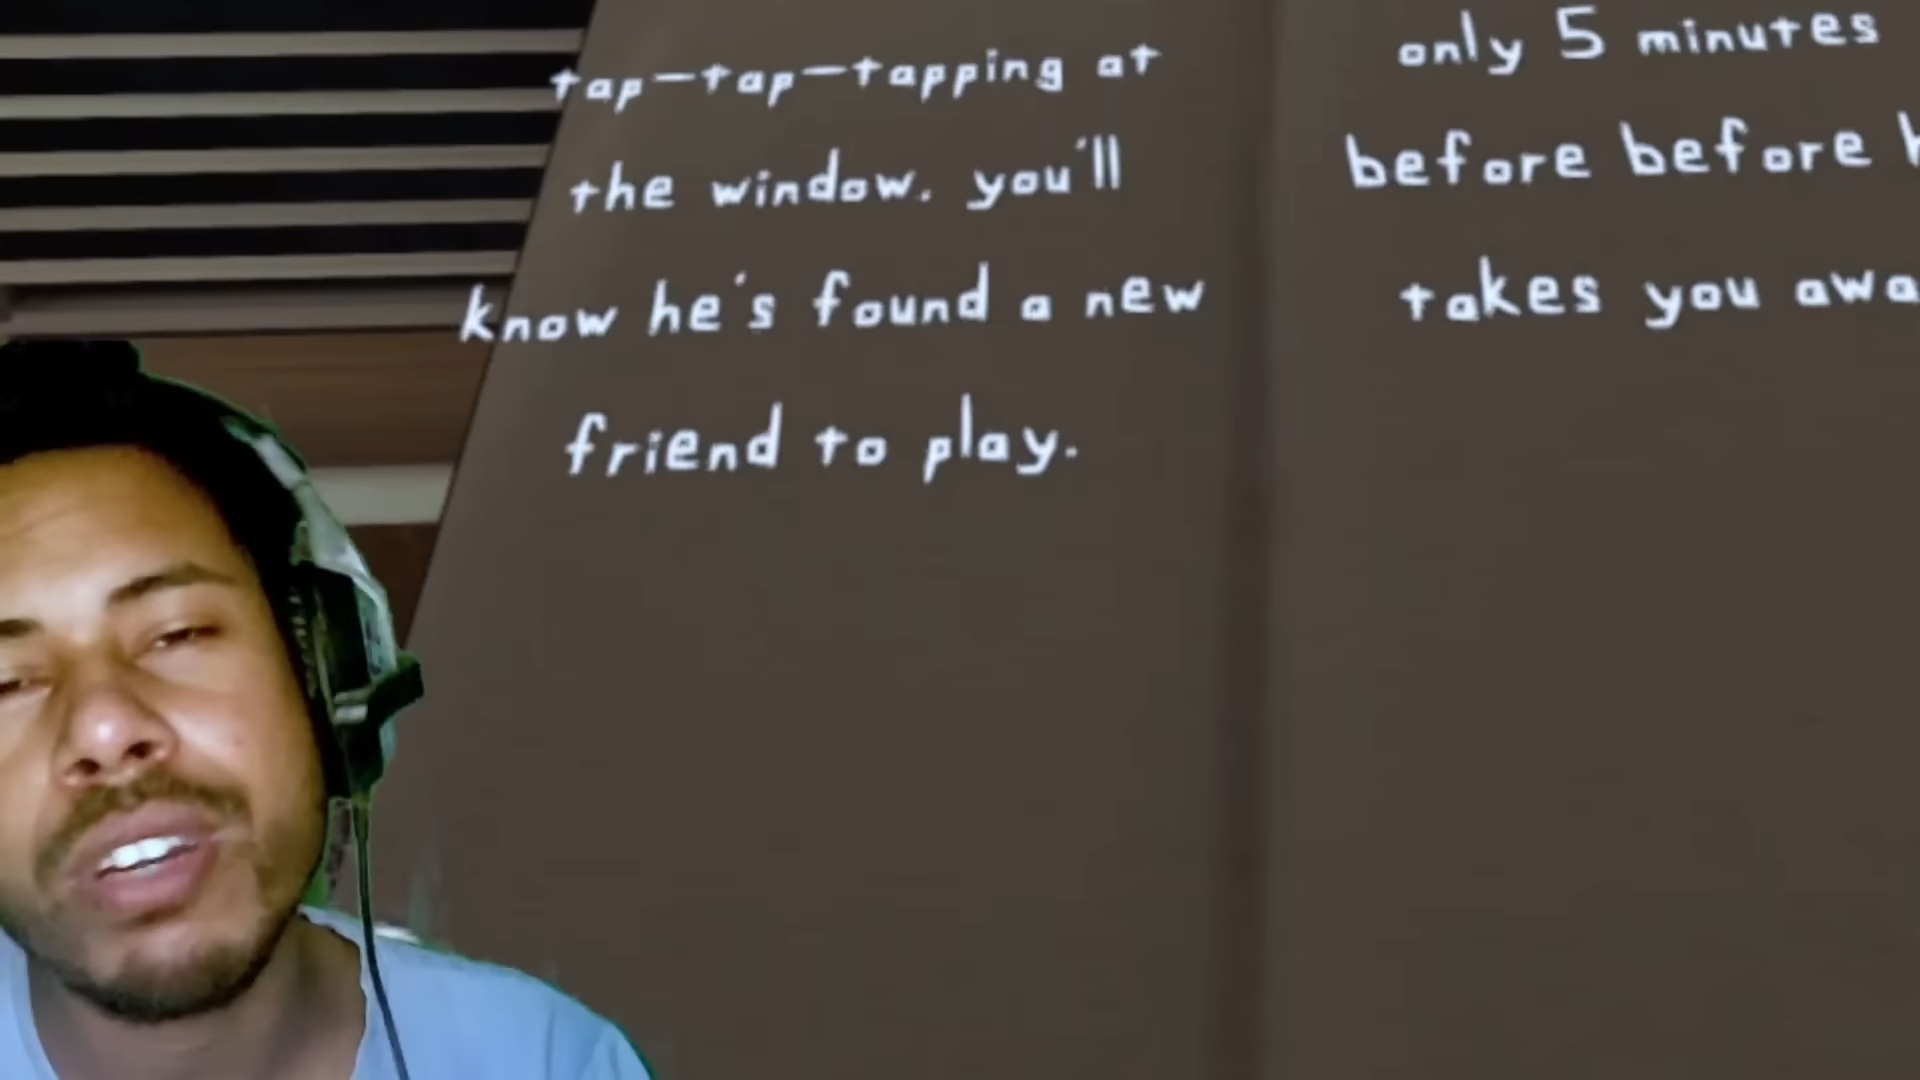 tap-tap-tapping at
the window. you'll
know he's found a new
friend to play.
only 5 minutes
before before
takes you